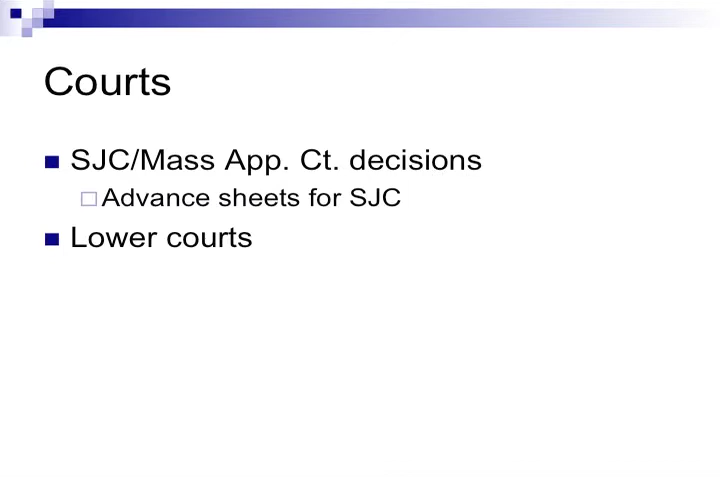 Courts
SJC/Mass App. Ct. decisions
Advance sheets for SJC
Lower courts